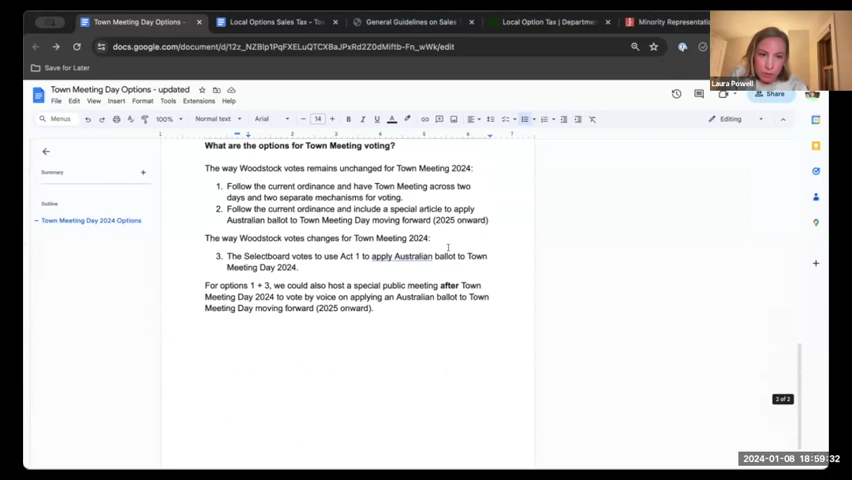 Town Meeting Day Options -
Local Options Sales Tax - To
General Guidelines on Sales
Local Option Tax | Departme
Minority Representa
docs.google.com/document/d/12z_NZBIp1PqFXELuQTCXBaJPxRd2Z0dMiftb-Fn_wWk/edit
Save for Later
Laura Powell
Town Meeting Day Options - updated
File Edit View Insert Format Tools Extensions Help
Share
Menus
100%
Normal text
Arial
14
B I U A
Editing
1 2 3 4 5 6 7
What are the options for Town Meeting voting?
Summary
The way Woodstock votes remains unchanged for Town Meeting 2024:
1. Follow the current ordinance and have Town Meeting across two
days and two separate mechanisms for voting.
Outline
2. Follow the current ordinance and include a special article to apply
Town Meeting Day 2024 Options
Australian ballot to Town Meeting Day moving forward (2025 onward)
The way Woodstock votes changes for Town Meeting 2024:
3. The Selectboard votes to use Act 1 to apply Australian ballot to Town
Meeting Day 2024.
For options 1 + 3, we could also host a special public meeting after Town
Meeting Day 2024 to vote by voice on applying an Australian ballot to Town
Meeting Day moving forward (2025 onward).
2 of 2
2024-01-08 18:59:32